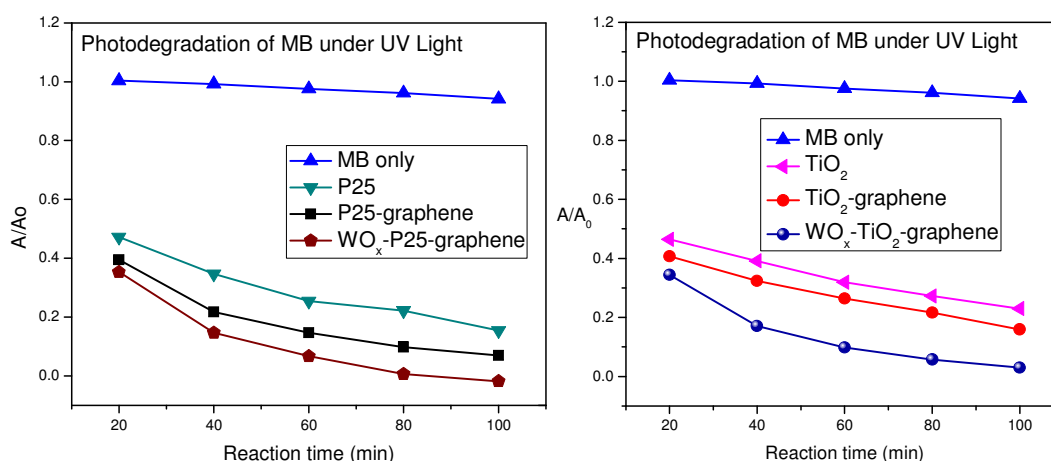 Photodegradation of MB under UV Light
1.2
1.0
0.8
0.6
0.4
0.2
0.0
A/Ao
MB only
P25
P25-graphene
WOₓ-P25-graphene
20 40 60 80 100
Reaction time (min)
Photodegradation of MB under UV Light
1.2
1.0
0.8
0.6
0.4
0.2
0.0
A/A₀
MB only
TiO₂
TiO₂-graphene
WOₓ-TiO₂-graphene
20 40 60 80 100
Reaction time (min)